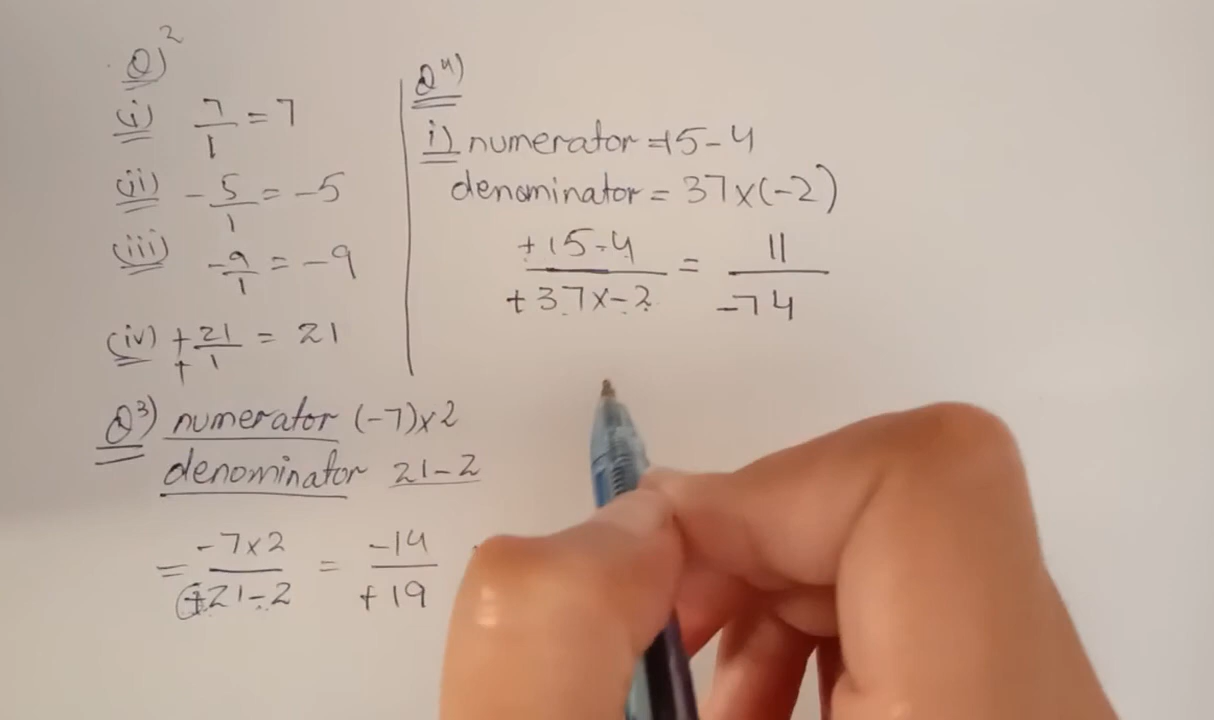 Q)2
(i) 7/1 = 7
(ii) -5/1 = -5
(iii) -9/1 = -9
(iv) +21/+1 = 21
Q3) numerator (-7)x2
denominator 21-2
= -7x2/+21-2 = -14/+19
Q4)
i) numerator = 15-4
denominator = 37x(-2)
+15-4/+37x-2 = 11/-74